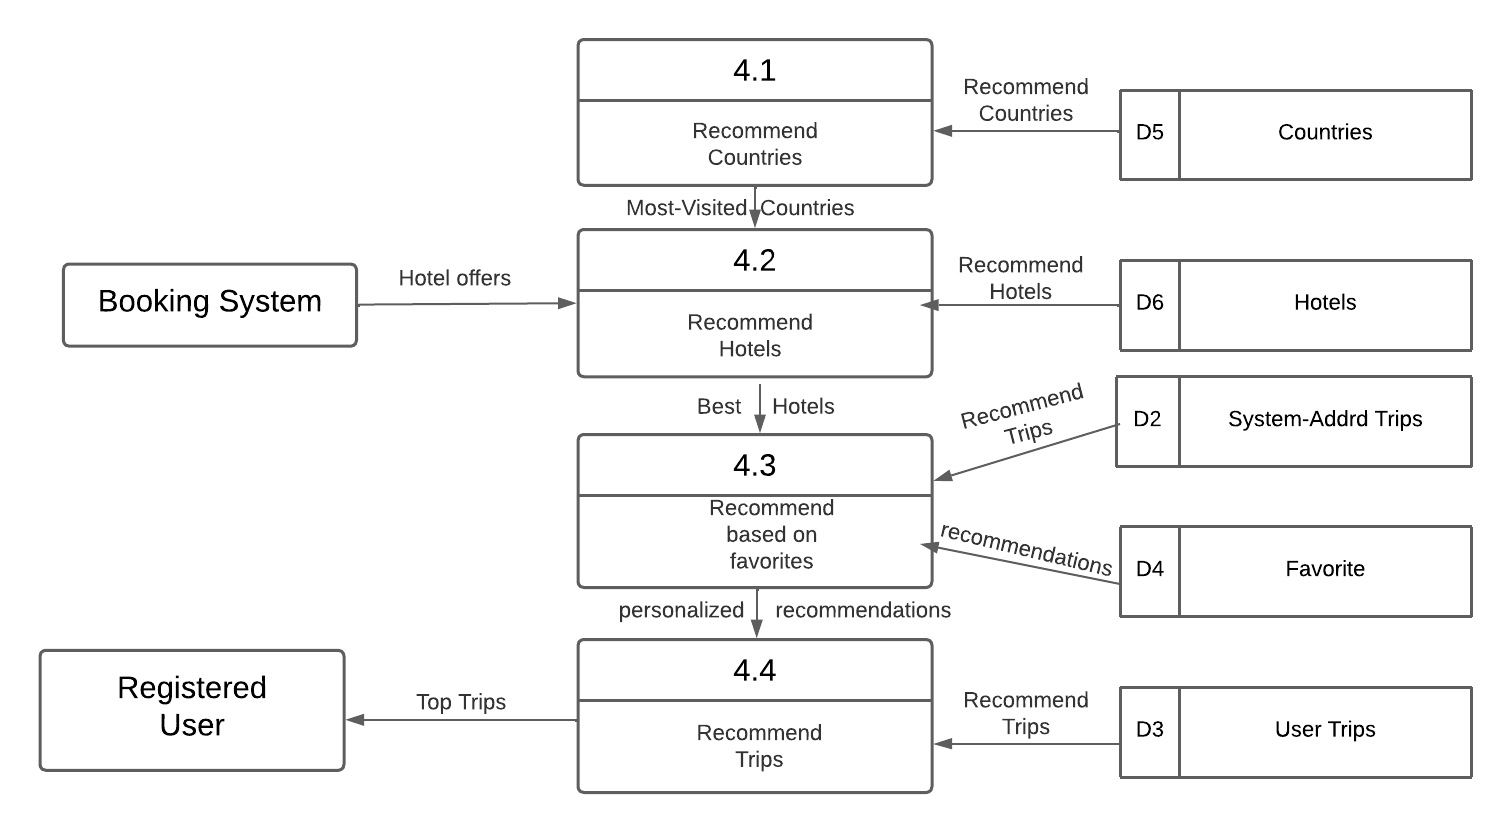 4.1
Recommend
Countries
Recommend
Countries
D5
Countries
Most-Visited Countries
4.2
Recommend
Hotels
Booking System
Hotel offers
Recommend
Hotels
D6
Hotels
Best Hotels
4.3
Recommend
based on
favorites
Recommend
Trips
D2
System-Addrd Trips
recommendations
D4
Favorite
personalized recommendations
4.4
Recommend
Trips
Registered
User
Top Trips
Recommend
Trips
D3
User Trips